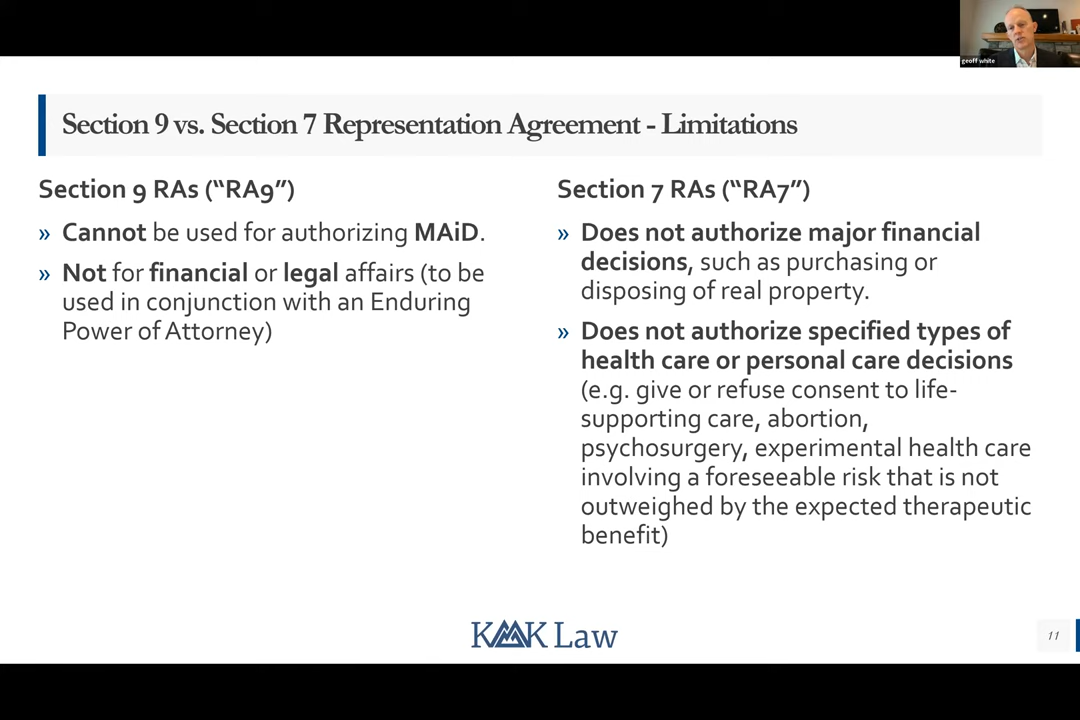 geoff white
Section 9 vs. Section 7 Representation Agreement - Limitations
Section 9 RAs (“RA9”)
» Cannot be used for authorizing MAiD.
» Not for financial or legal affairs (to be
used in conjunction with an Enduring
Power of Attorney)
Section 7 RAs (“RA7”)
» Does not authorize major financial
decisions, such as purchasing or
disposing of real property.
» Does not authorize specified types of
health care or personal care decisions
(e.g. give or refuse consent to life-
supporting care, abortion,
psychosurgery, experimental health care
involving a foreseeable risk that is not
outweighed by the expected therapeutic
benefit)
KMK Law
11